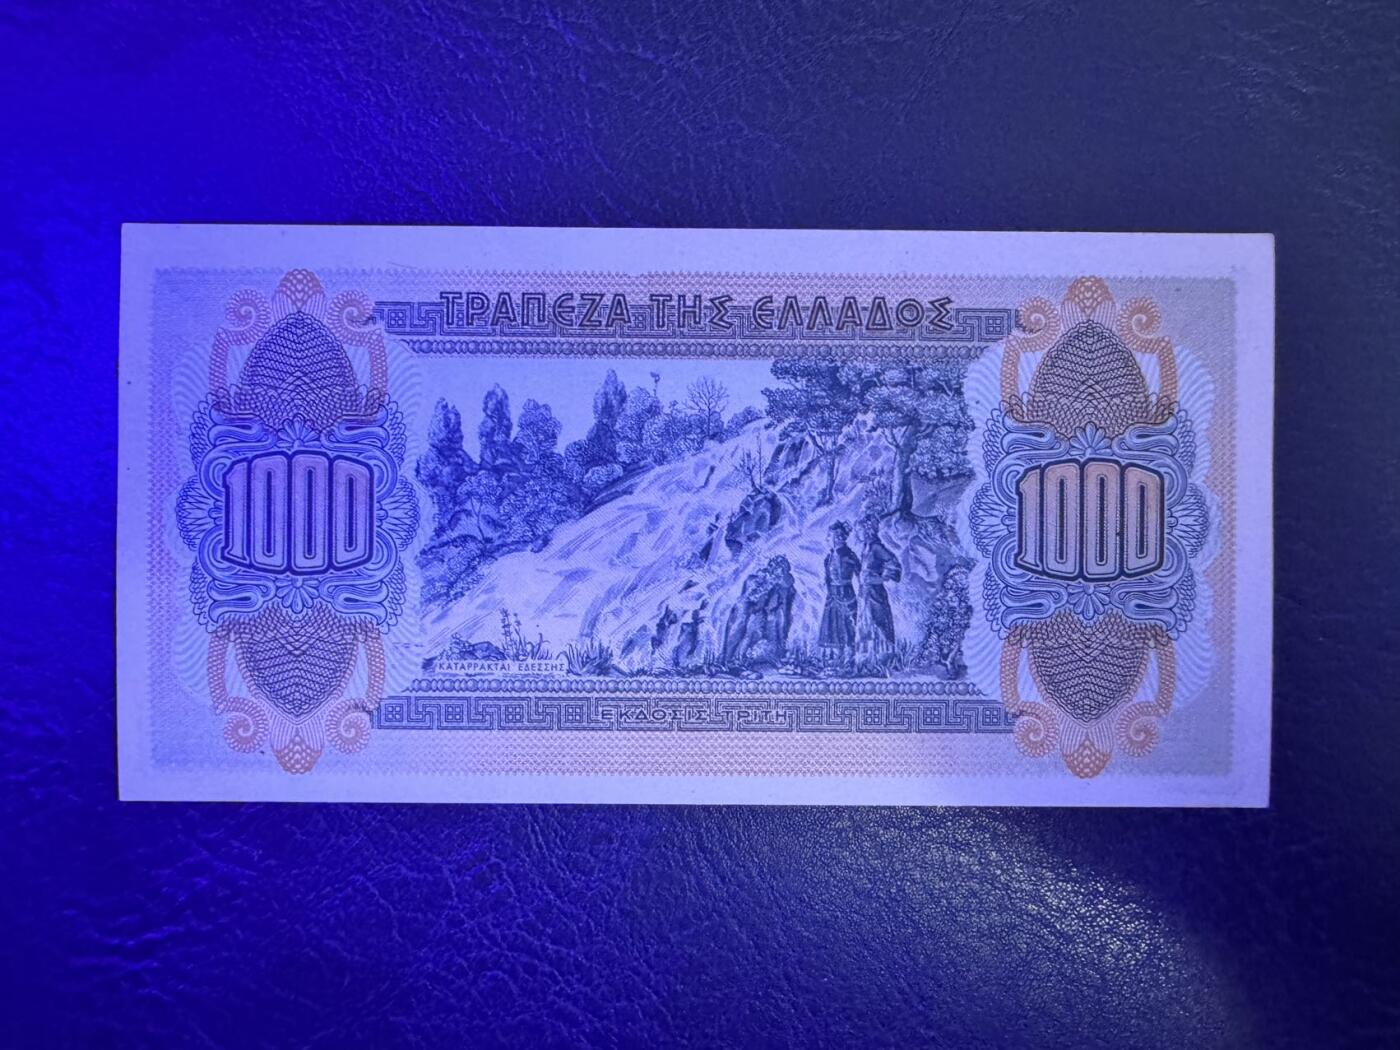 ΤΡΑΠΕΖΑ ΤΗΣ ΕΛΛΑΔΟΣ
1000
1000
ΚΑΤΑΡΡΑΚΤΑΙ ΕΔΕΣΣΗΣ
ΕΚΔΟΣΙΣ ΤΡΙΤΗ